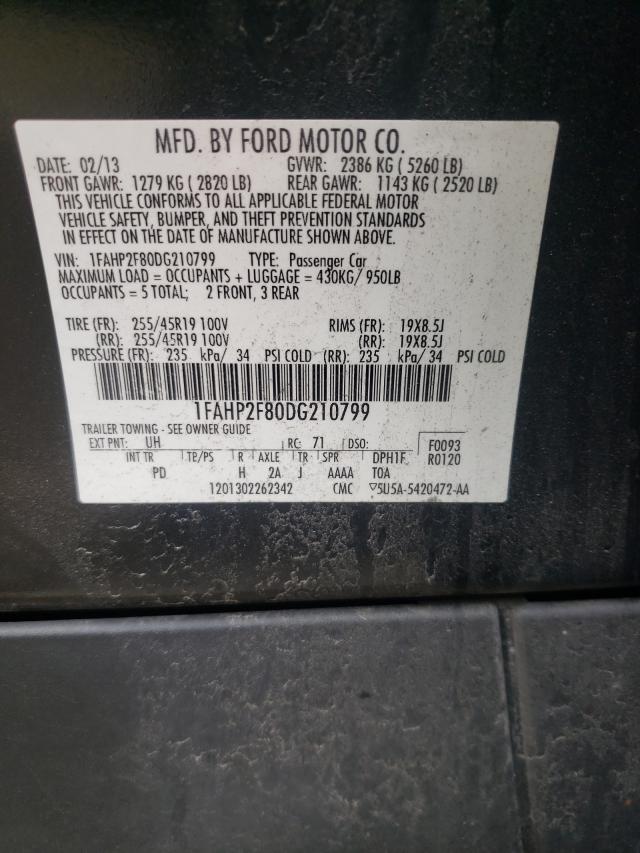 MFD. BY FORD MOTOR CO.
DATE: 02/13 GVWR: 2386 KG ( 5260 LB)
FRONT GAWR: 1279 KG ( 2820 LB) REAR GAWR: 1143 KG ( 2520 LB)
THIS VEHICLE CONFORMS TO ALL APPLICABLE FEDERAL MOTOR
VEHICLE SAFETY, BUMPER, AND THEFT PREVENTION STANDARDS
IN EFFECT ON THE DATE OF MANUFACTURE SHOWN ABOVE.
VIN: 1FAHP2F80DG210799 TYPE: Passenger Car
MAXIMUM LOAD = OCCUPANTS + LUGGAGE = 430KG/ 950LB
OCCUPANTS = 5 TOTAL; 2 FRONT, 3 REAR
TIRE (FR): 255/45R19 100V RIMS (FR): 19X8.5J
(RR): 255/45R19 100V (RR): 19X8.5J
PRESSURE (FR): 235 kPa/ 34 PSI COLD (RR): 235 kPa/ 34 PSI COLD
1FAHP2F80DG210799
TRAILER TOWING - SEE OWNER GUIDE
EXT PNT: UH RC: 71 DSO: F0093
INT TR TP/PS R AXLE TR SPR DPH1F R0120
PD H 2A J AAAA TOA
1201302262342 CMC ▽5U5A-5420472-AA